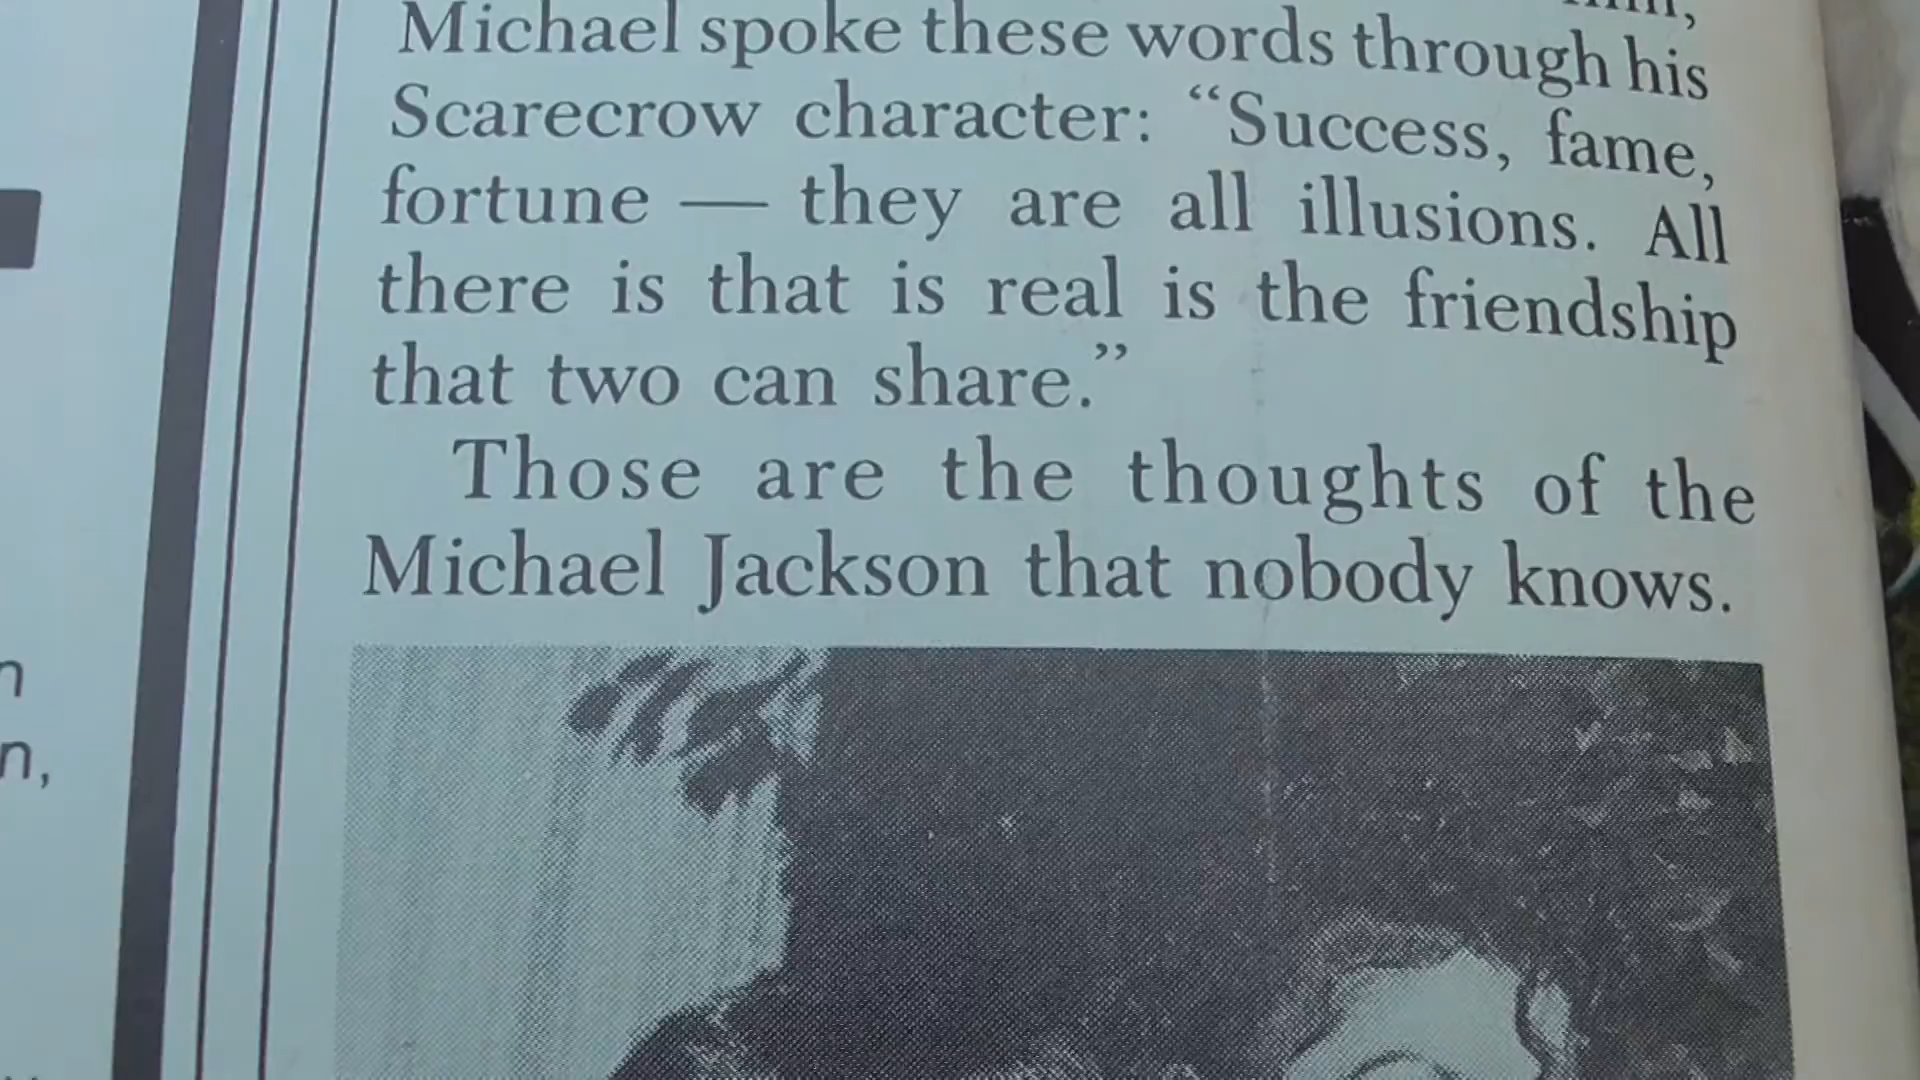 Michael spoke these words through his
Scarecrow character: “Success, fame,
fortune — they are all illusions. All
there is that is real is the friendship
that two can share.”
Those are the thoughts of the
Michael Jackson that nobody knows.